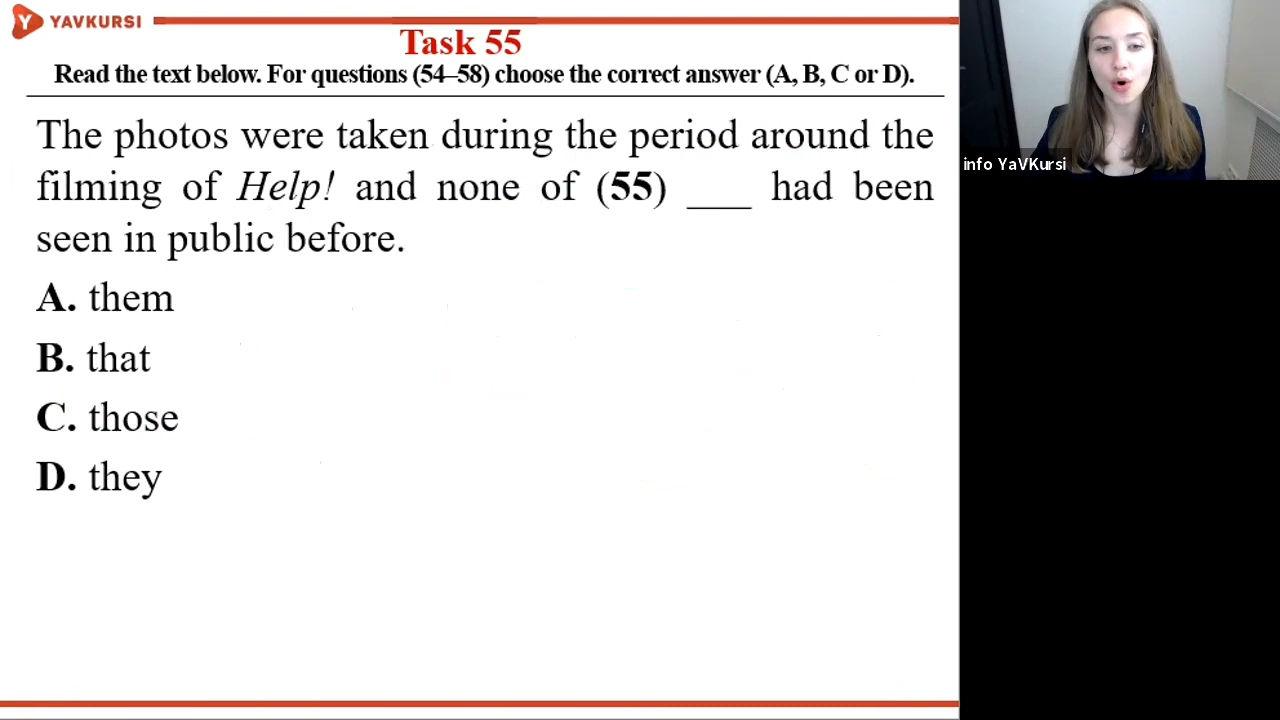 YAVKURSI
Task 55
Read the text below. For questions (54–58) choose the correct answer (A, B, C or D).
The photos were taken during the period around the
filming of Help! and none of (55) ___ had been
seen in public before.
A. them
B. that
C. those
D. they
info YaVKursi